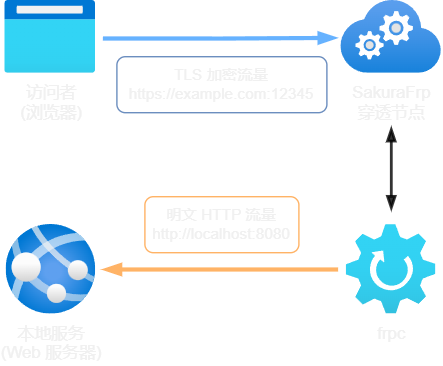 访问者
(浏览器)
TLS 加密流量
https://example.com:12345
SakuraFrp
穿透节点
明文 HTTP 流量
http://localhost:8080
本地服务
(Web 服务器)
frpc